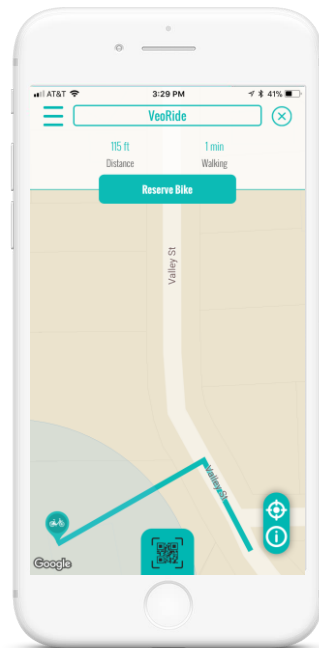 AT&T 3:29 PM 41%
VeoRide
115 ft 1 min
Distance Walking
Reserve Bike
Valley St
Valley St
Google